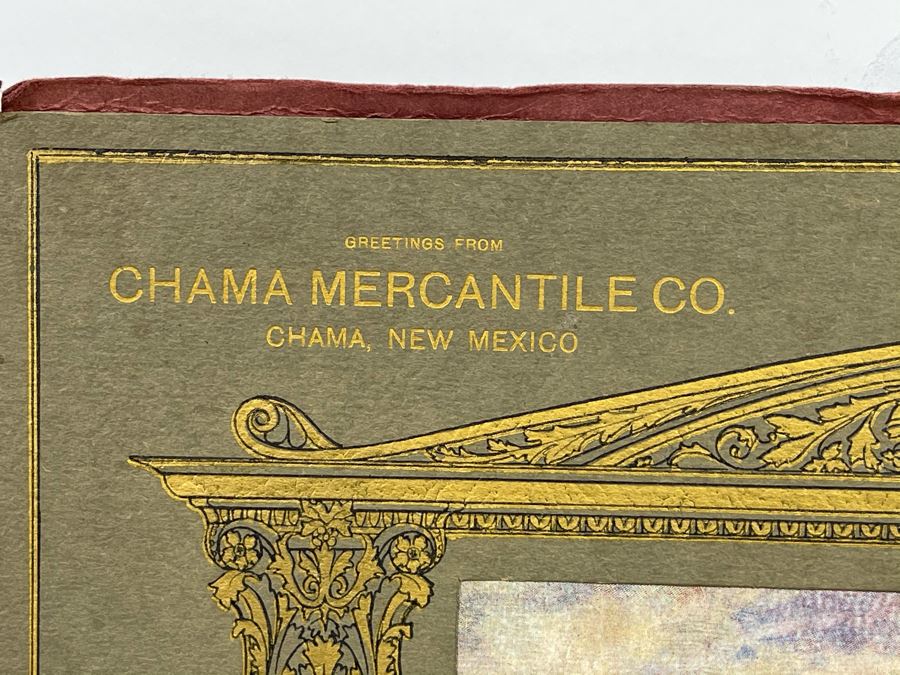 GREETINGS FROM
CHAMA MERCANTILE CO.
CHAMA, NEW MEXICO